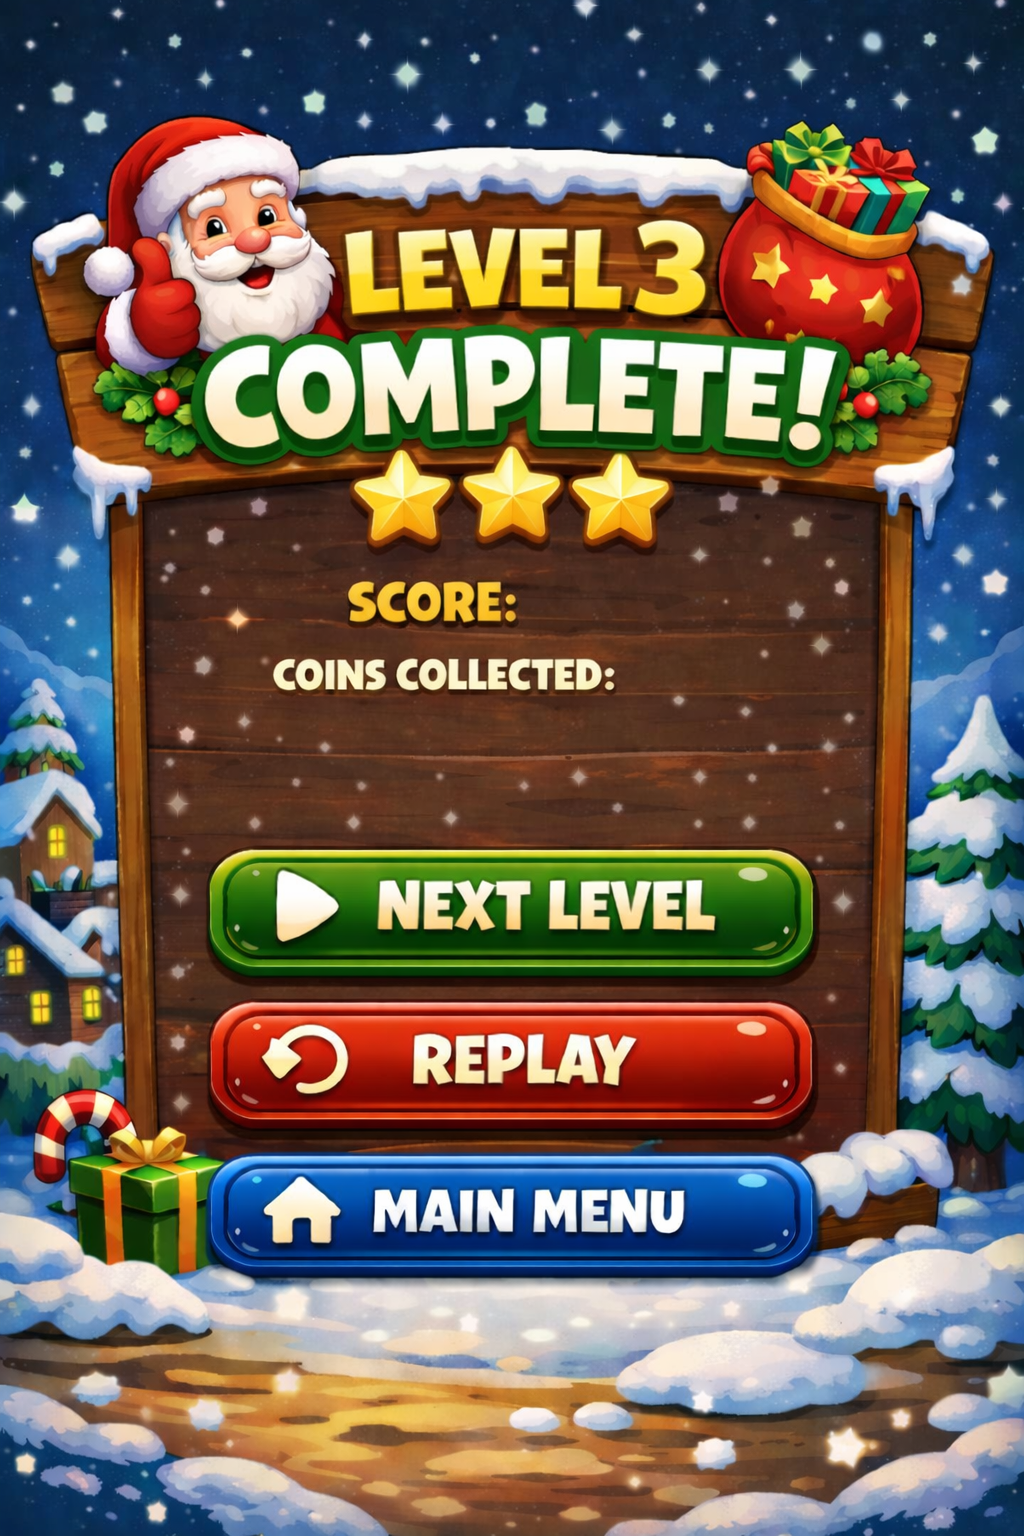 LEVEL 3
COMPLETE!
SCORE:
COINS COLLECTED:
NEXT LEVEL
REPLAY
MAIN MENU